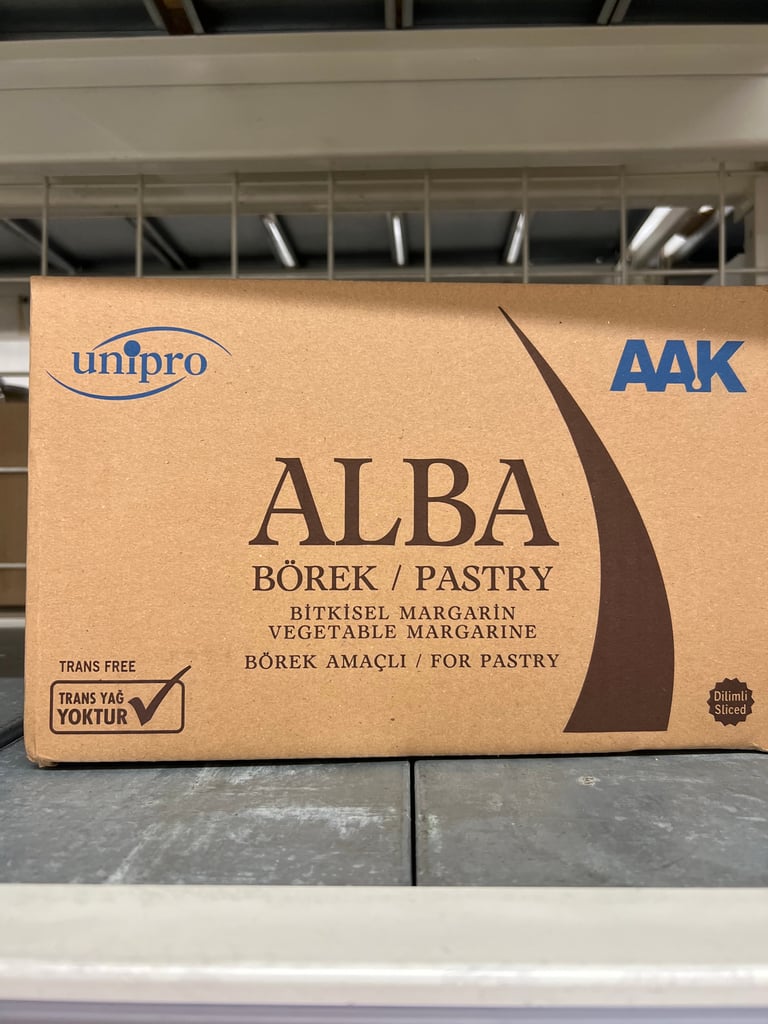 unipro
AAK
ALBA
BÖREK / PASTRY
BİTKİSEL MARGARİN
VEGETABLE MARGARINE
BÖREK AMAÇLI / FOR PASTRY
TRANS FREE
TRANS YAĞ
YOKTUR
Dilimli
Sliced